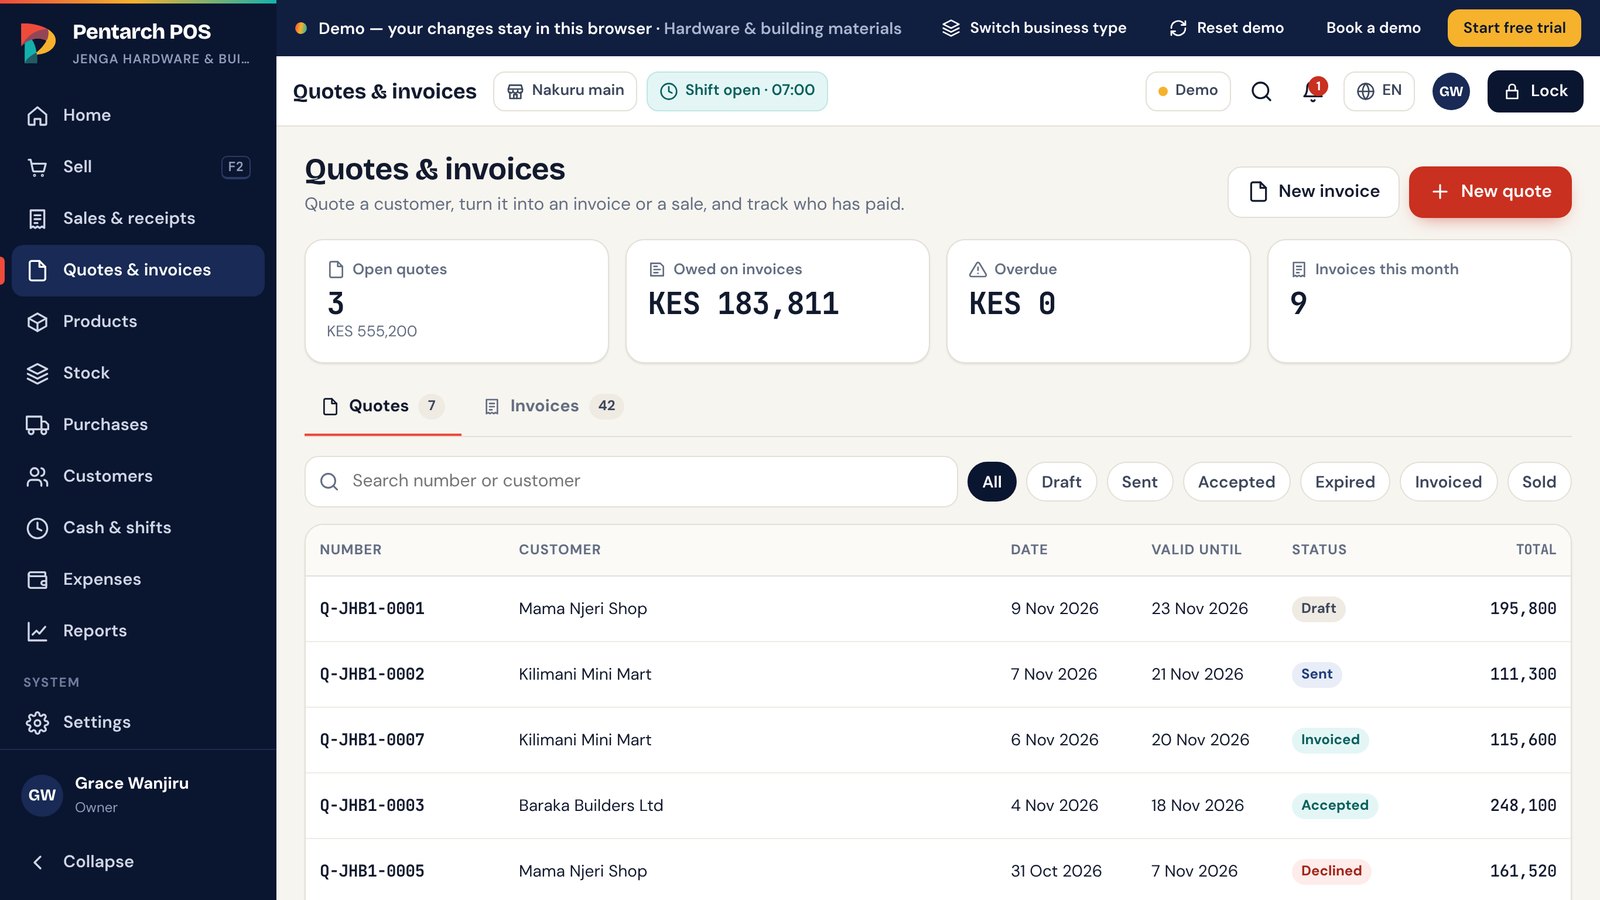 Pentarch POS
JENGA HARDWARE & BUI...
Home
Sell F2
Sales & receipts
Quotes & invoices
Products
Stock
Purchases
Customers
Cash & shifts
Expenses
Reports
SYSTEM
Settings
GW Grace Wanjiru
Owner
Collapse
Demo — your changes stay in this browser · Hardware & building materials Switch business type Reset demo Book a demo Start free trial
Quotes & invoices Nakuru main Shift open · 07:00 Demo 1 EN GW Lock
Quotes & invoices
Quote a customer, turn it into an invoice or a sale, and track who has paid.
New invoice + New quote
Open quotes
3
KES 555,200
Owed on invoices
KES 183,811
Overdue
KES 0
Invoices this month
9
Quotes 7 Invoices 42
Search number or customer All Draft Sent Accepted Expired Invoiced Sold
NUMBER CUSTOMER DATE VALID UNTIL STATUS TOTAL
Q-JHB1-0001 Mama Njeri Shop 9 Nov 2026 23 Nov 2026 Draft 195,800
Q-JHB1-0002 Kilimani Mini Mart 7 Nov 2026 21 Nov 2026 Sent 111,300
Q-JHB1-0007 Kilimani Mini Mart 6 Nov 2026 20 Nov 2026 Invoiced 115,600
Q-JHB1-0003 Baraka Builders Ltd 4 Nov 2026 18 Nov 2026 Accepted 248,100
Q-JHB1-0005 Mama Njeri Shop 31 Oct 2026 7 Nov 2026 Declined 161,520